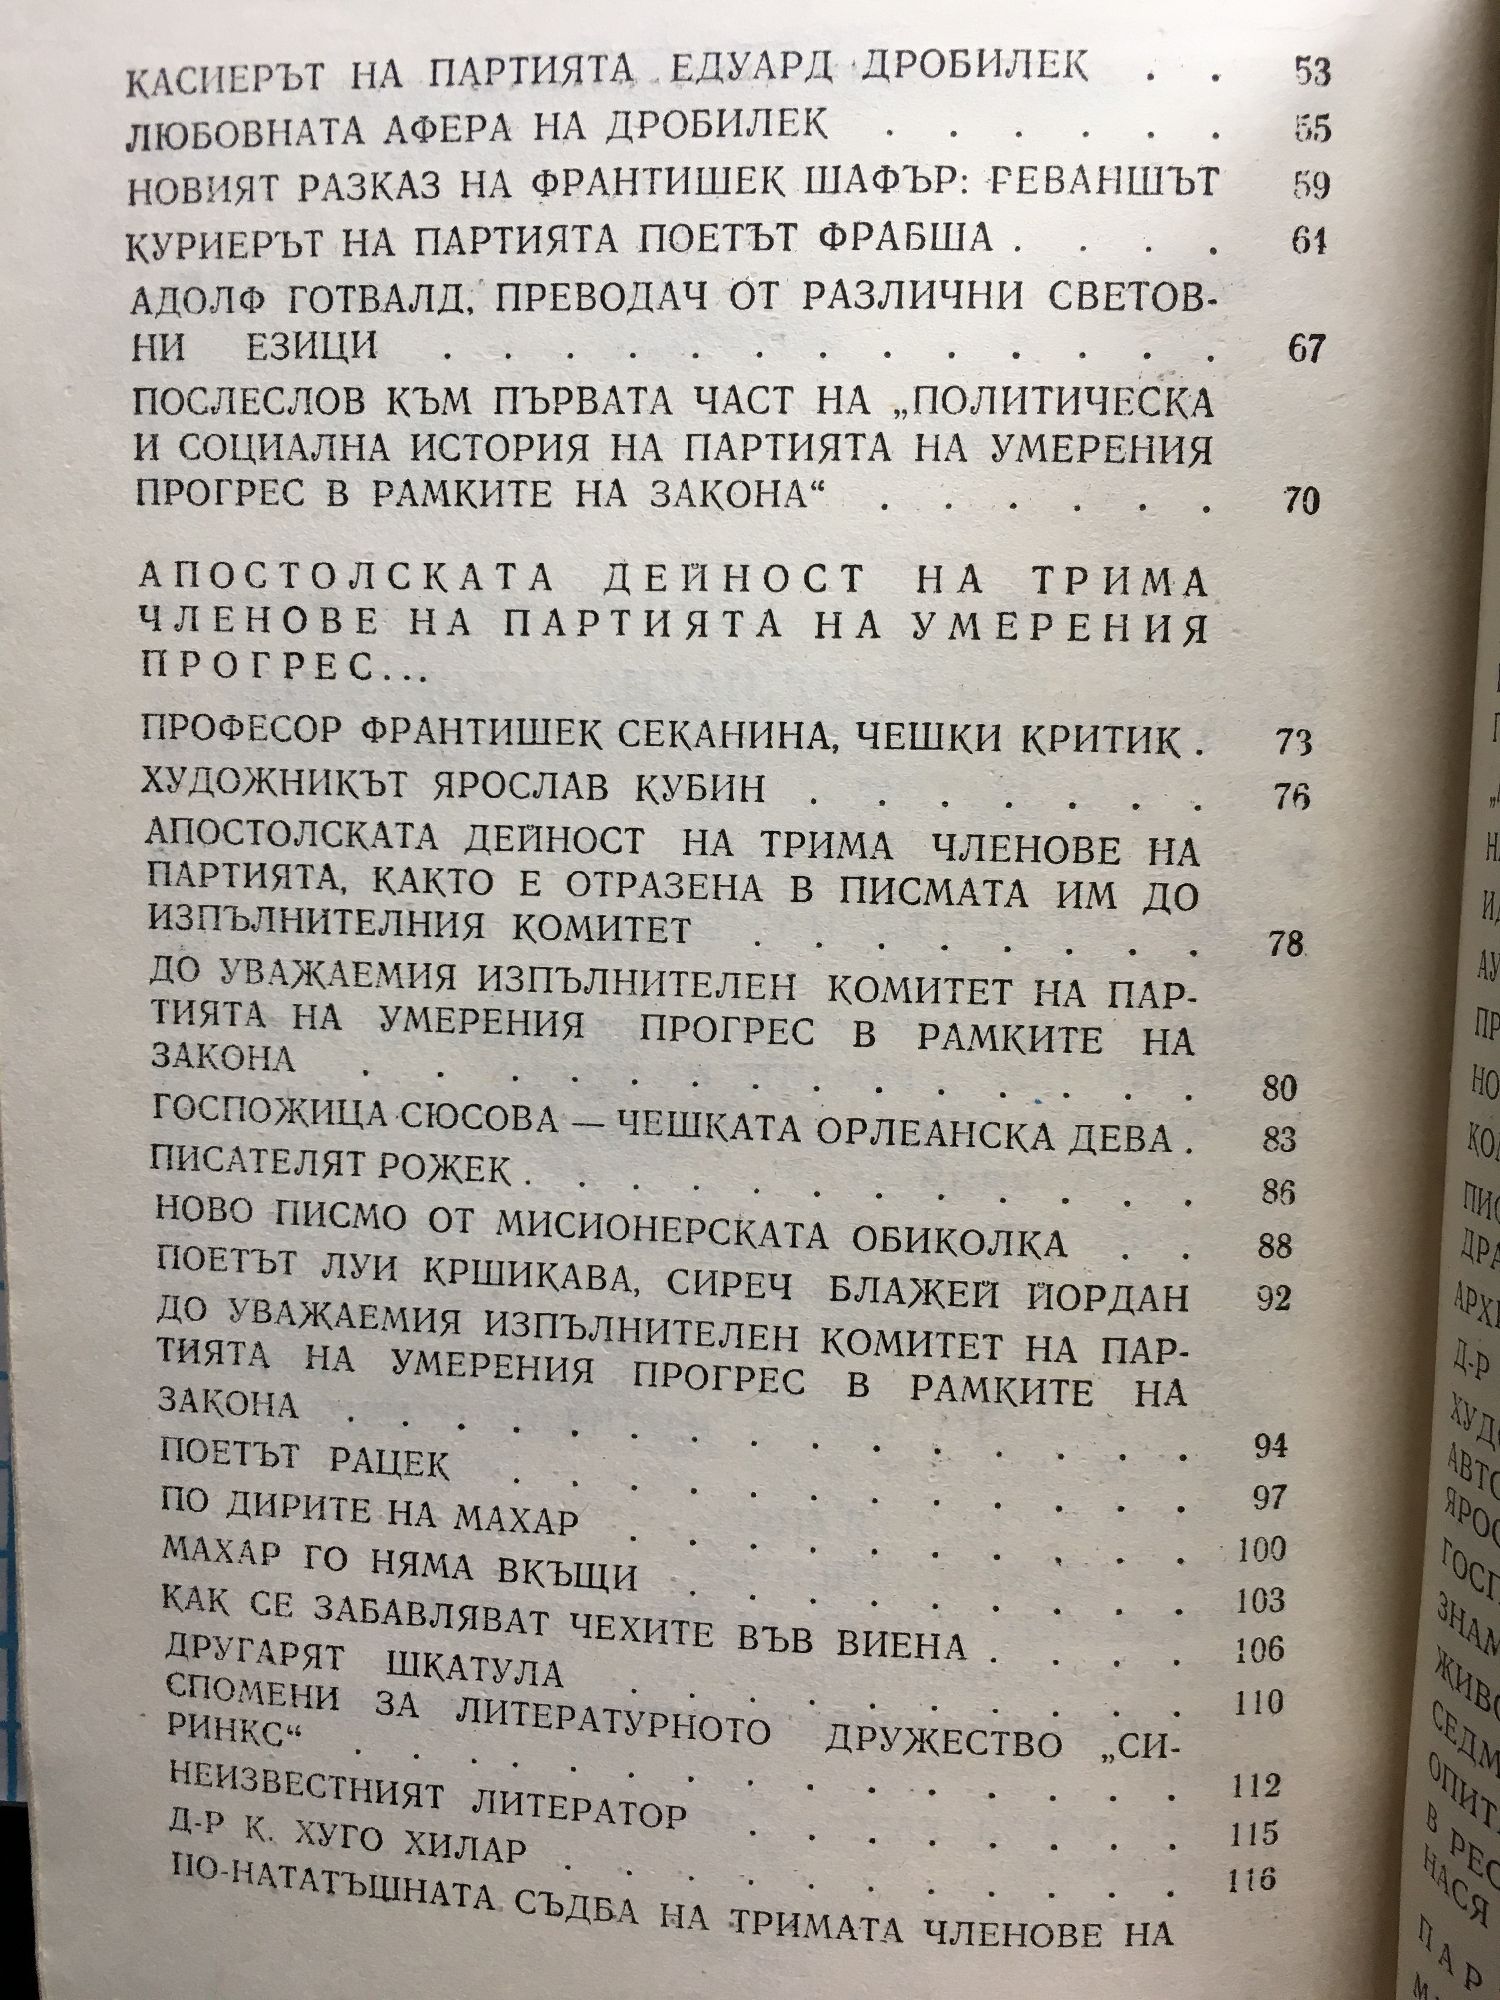 КАСИЕРЪТ НА ПАРТИЯТА ЕДУАРД ДРОБИЛЕК . . 53
ЛЮБОВНАТА АФЕРА НА ДРОБИЛЕК . . . . . . 55
НОВИЯТ РАЗКАЗ НА ФРАНТИШЕК ШАФЪР: РЕВАНШЪТ 59
КУРИЕРЪТ НА ПАРТИЯТА ПОЕТЪТ ФРАБША . . . . 61
АДОЛФ ГОТВАЛД, ПРЕВОДАЧ ОТ РАЗЛИЧНИ СВЕТОВ-
НИ ЕЗИЦИ . . . . . . . . . . . . . 67
ПОСЛЕСЛОВ КЪМ ПЪРВАТА ЧАСТ НА „ПОЛИТИЧЕСКА
И СОЦИАЛНА ИСТОРИЯ НА ПАРТИЯТА НА УМЕРЕНИЯ
ПРОГРЕС В РАМКИТЕ НА ЗАКОНА“ . . . . . . 70
АПОСТОЛСКАТА ДЕЙНОСТ НА ТРИМА
ЧЛЕНОВЕ НА ПАРТИЯТА НА УМЕРЕНИЯ
ПРОГРЕС...
ПРОФЕСОР ФРАНТИШЕК СЕКАНИНА, ЧЕШКИ КРИТИК . 73
ХУДОЖНИКЪТ ЯРОСЛАВ КУБИН . . . . . . . 76
АПОСТОЛСКАТА ДЕЙНОСТ НА ТРИМА ЧЛЕНОВЕ НА
ПАРТИЯТА, КАКТО Е ОТРАЗЕНА В ПИСМАТА ИМ ДО
ИЗПЪЛНИТЕЛНИЯ КОМИТЕТ . . . . . . . . 78
ДО УВАЖАЕМИЯ ИЗПЪЛНИТЕЛЕН КОМИТЕТ НА ПАР-
ТИЯТА НА УМЕРЕНИЯ ПРОГРЕС В РАМКИТЕ НА
ЗАКОНА . . . . . . . . . . . . . . 80
ГОСПОЖИЦА СЮСОВА — ЧЕШКАТА ОРЛЕАНСКА ДЕВА . 83
ПИСАТЕЛЯТ РОЖЕК . . . . . . . . . . . . 86
НОВО ПИСМО ОТ МИСИОНЕРСКАТА ОБИКОЛКА . . 88
ПОЕТЪТ ЛУИ КРШИКАВА, СИРЕЧ БЛАЖЕЙ ЙОРДАН 92
ДО УВАЖАЕМИЯ ИЗПЪЛНИТЕЛЕН КОМИТЕТ НА ПАР-
ТИЯТА НА УМЕРЕНИЯ ПРОГРЕС В РАМКИТЕ НА
ЗАКОНА . . . . . . . . . . . . . . 94
ПОЕТЪТ РАЦЕК . . . . . . . . . . . . 97
ПО ДИРИТЕ НА МАХАР . . . . . . . . . . 100
МАХАР ГО НЯМА ВКЪЩИ . . . . . . . . . 103
КАК СЕ ЗАБАВЛЯВАТ ЧЕХИТЕ ВЪВ ВИЕНА . . . . 106
ДРУГАРЯТ ШКАТУЛА . . . . . . . . . . 110
СПОМЕНИ ЗА ЛИТЕРАТУРНОТО ДРУЖЕСТВО „СИ-
РИНКС“ . . . . . . . . . . . . . . 112
НЕИЗВЕСТНИЯТ ЛИТЕРАТОР . . . . . . . . 115
Д-Р К. ХУГО ХИЛАР . . . . . . . . . . . 116
ПО-НАТАТЪШНАТА СЪДБА НА ТРИМАТА ЧЛЕНОВЕ НА